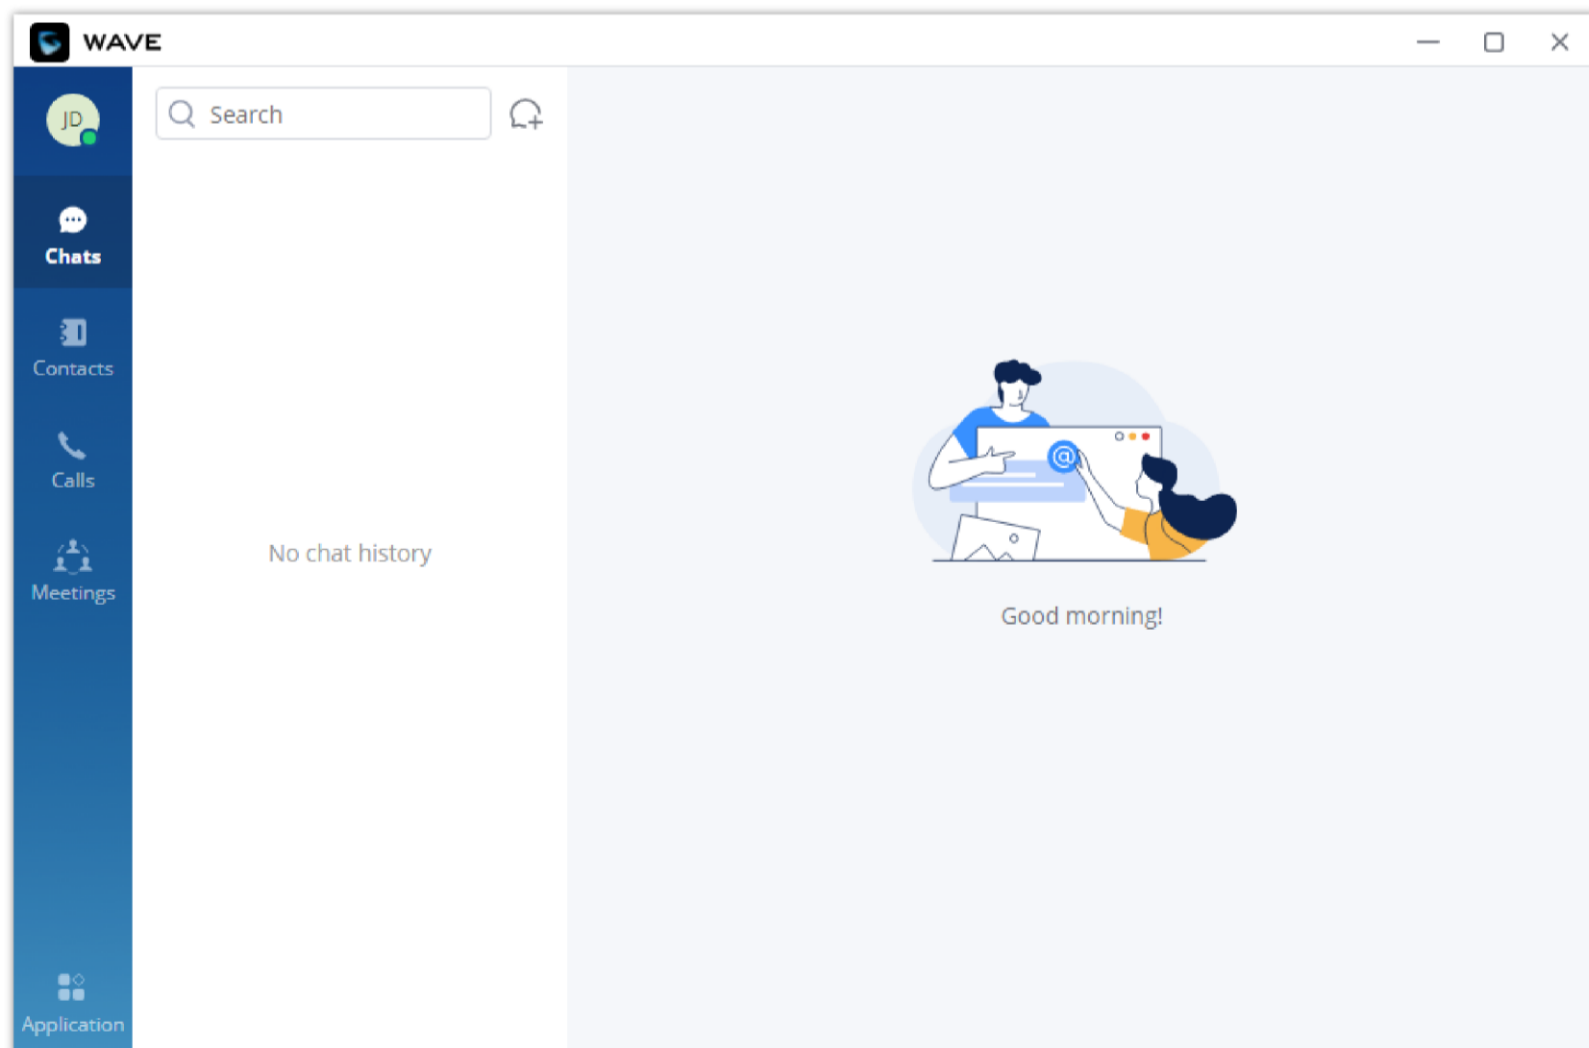 WAVE
JD
Search
Chats
Contacts
Calls
Meetings
No chat history
@
Good morning!
Application